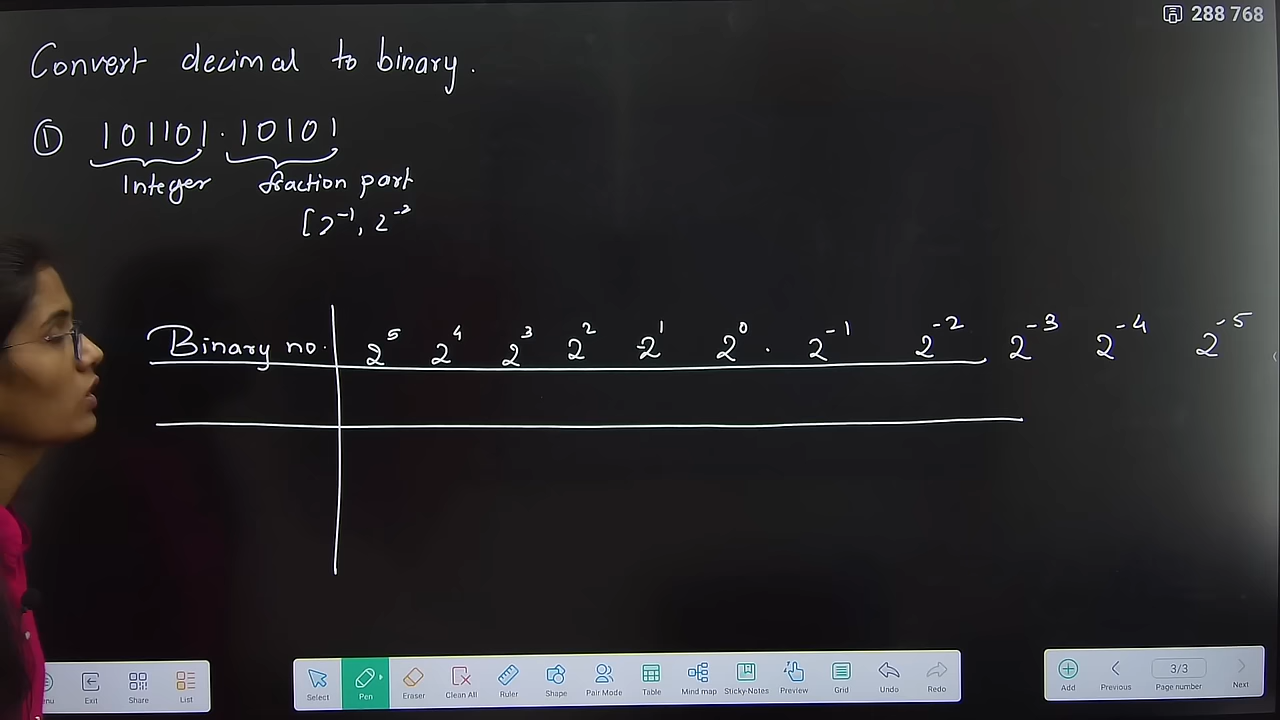 288 768
Convert decimal to binary.
① 101101.10101
Integer fraction part
[2⁻¹, 2⁻²
Binary no. 2⁵ 2⁴ 2³ 2² 2¹ 2⁰ . 2⁻¹ 2⁻² 2⁻³ 2⁻⁴ 2⁻⁵
Exit Share List Select Pen Eraser Clean All Ruler Shape Pair Mode Table Mind map Sticky-Notes Preview Grid Undo Redo Add Previous 3/3 Page number Next